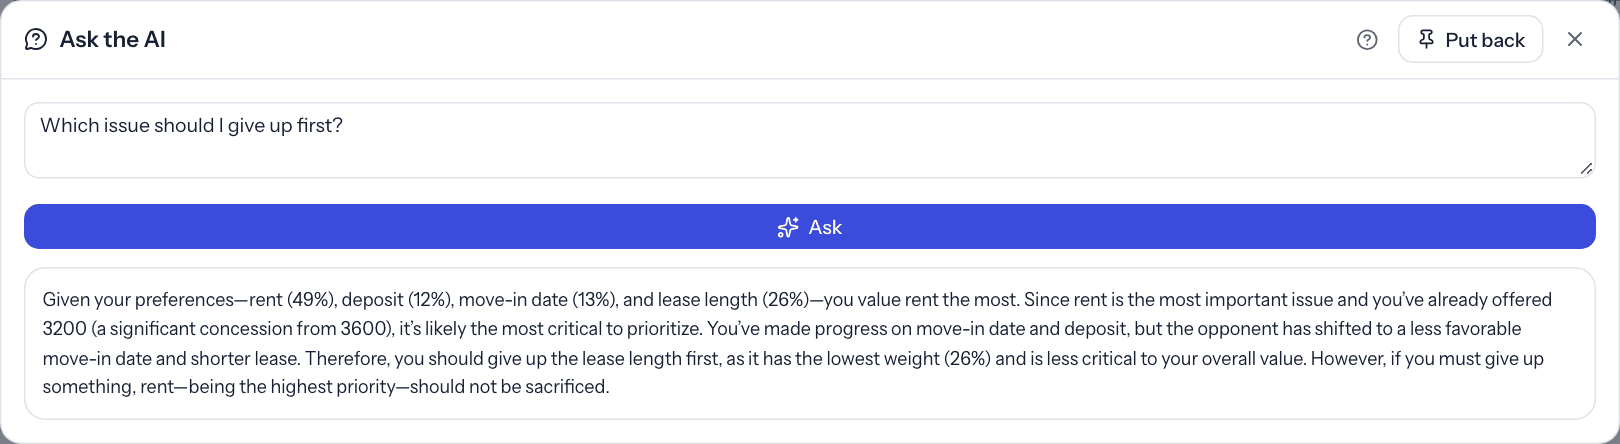 Ask the AI
Put back
Which issue should I give up first?
Ask
Given your preferences—rent (49%), deposit (12%), move-in date (13%), and lease length (26%)—you value rent the most. Since rent is the most important issue and you've already offered
3200 (a significant concession from 3600), it's likely the most critical to prioritize. You've made progress on move-in date and deposit, but the opponent has shifted to a less favorable
move-in date and shorter lease. Therefore, you should give up the lease length first, as it has the lowest weight (26%) and is less critical to your overall value. However, if you must give up
something, rent—being the highest priority—should not be sacrificed.